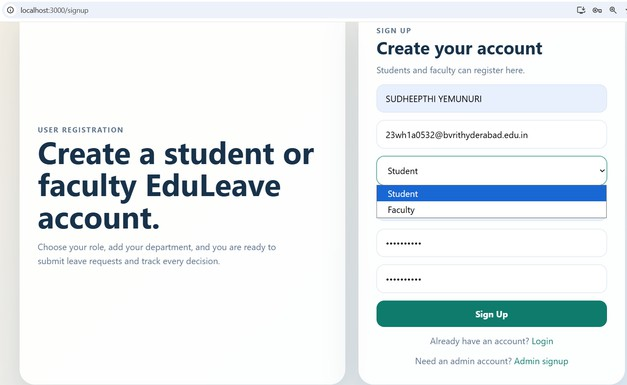 localhost:3000/signup
USER REGISTRATION
Create a student or
faculty EduLeave
account.
Choose your role, add your department, and you are ready to
submit leave requests and track every decision.
SIGN UP
Create your account
Students and faculty can register here.
SUDHEEPTHI YEMUNURI
23wh1a0532@bvrithyderabad.edu.in
Student
Student
Faculty
••••••••••
••••••••••
Sign Up
Already have an account? Login
Need an admin account? Admin signup